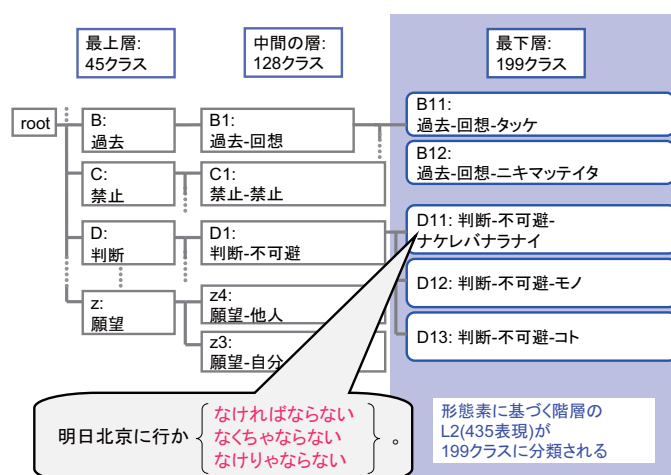 最上層:
45クラス
中間の層:
128クラス
最下層:
199クラス
root
B:
過去
B1:
過去-回想
B11:
過去-回想-タッケ
B12:
過去-回想-ニキマッテイタ
C:
禁止
C1:
禁止-禁止
D:
判断
D1:
判断-不可避
D11: 判断-不可避-
ナケレバナラナイ
D12: 判断-不可避-モノ
D13: 判断-不可避-コト
z:
願望
z4:
願望-他人
z3:
願望-自分
明日北京に行か
なければならない
なくちゃならない
なけりゃならない
。
形態素に基づく階層の
L2(435表現)が
199クラスに分類される